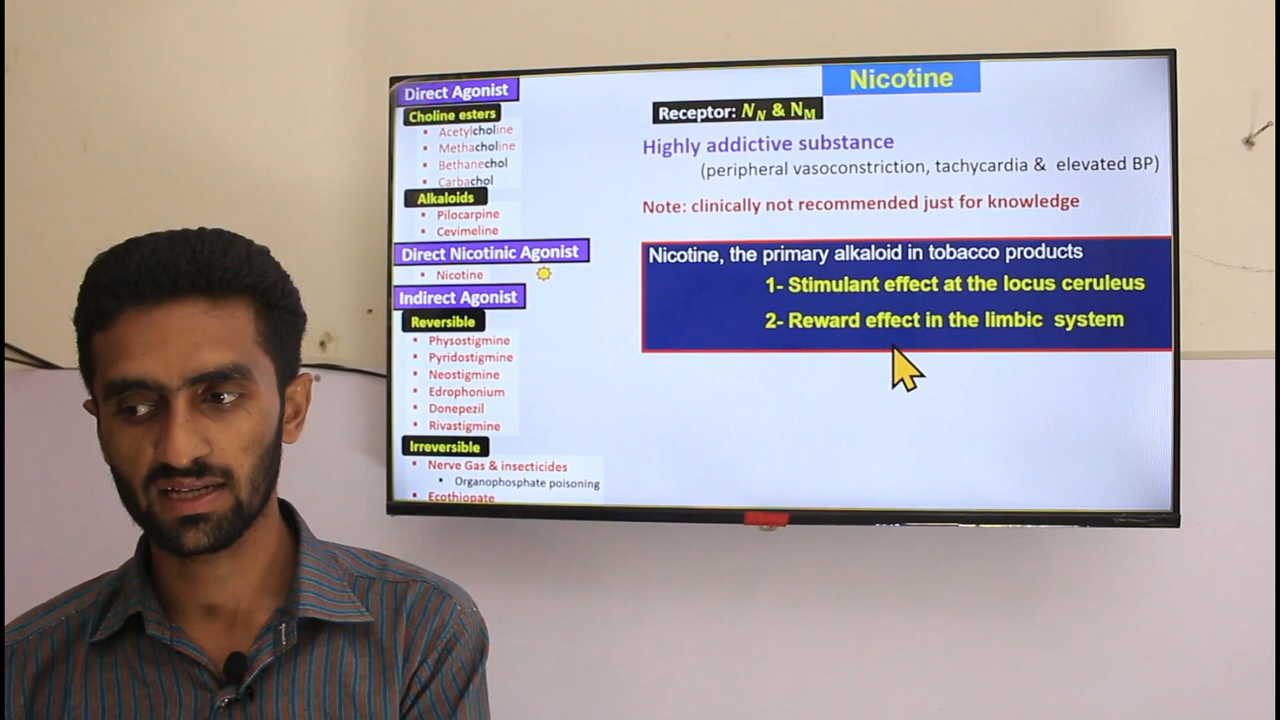 Direct Agonist
Choline esters
▪ Acetylcholine
▪ Methacholine
▪ Bethanechol
▪ Carbachol
Alkaloids
▪ Pilocarpine
▪ Cevimeline
Direct Nicotinic Agonist
▪ Nicotine
Indirect Agonist
Reversible
▪ Physostigmine
▪ Pyridostigmine
▪ Neostigmine
▪ Edrophonium
▪ Donepezil
▪ Rivastigmine
Irreversible
▪ Nerve Gas & insecticides
▪ Organophosphate poisoning
▪ Ecothiopate
Nicotine
Receptor: N_N & N_M
Highly addictive substance
(peripheral vasoconstriction, tachycardia & elevated BP)
Note: clinically not recommended just for knowledge
Nicotine, the primary alkaloid in tobacco products
1- Stimulant effect at the locus ceruleus
2- Reward effect in the limbic system